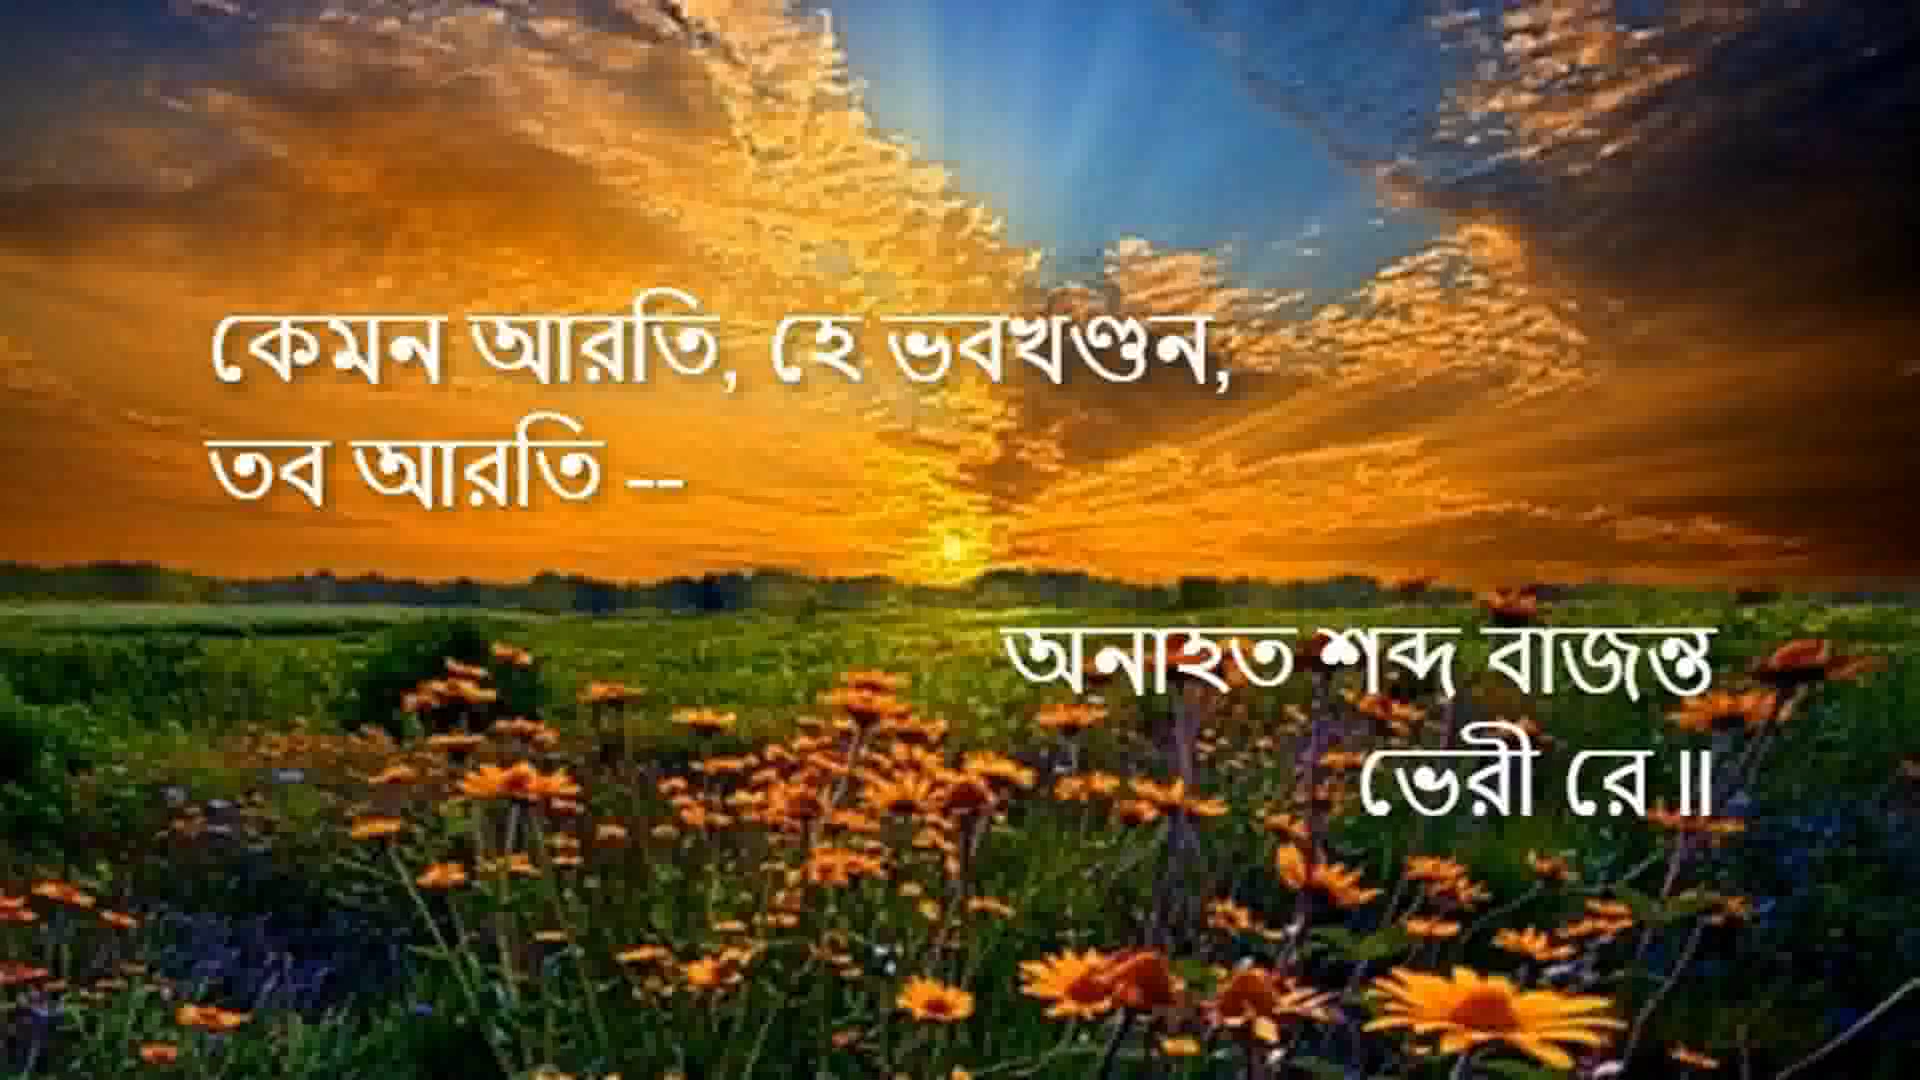 কেমন আরতি, হে ভবখণ্ডন,
তব আরতি --
অনাহত শব্দ বাজন্ত
ভেরী রে ॥